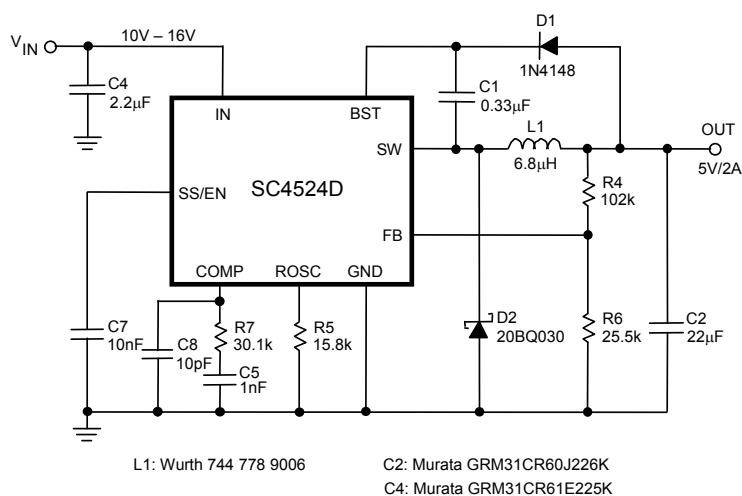 V IN
10V – 16V
D1
1N4148
C4
2.2µF
IN
BST
C1
0.33µF
L1
6.8µH
OUT
5V/2A
SW
SS/EN
SC4524D
R4
102k
FB
COMP
ROSC
GND
C7
10nF
C8
10pF
R7
30.1k
R5
15.8k
C5
1nF
D2
20BQ030
R6
25.5k
C2
22µF
L1: Wurth 744 778 9006
C2: Murata GRM31CR60J226K
C4: Murata GRM31CR61E225K